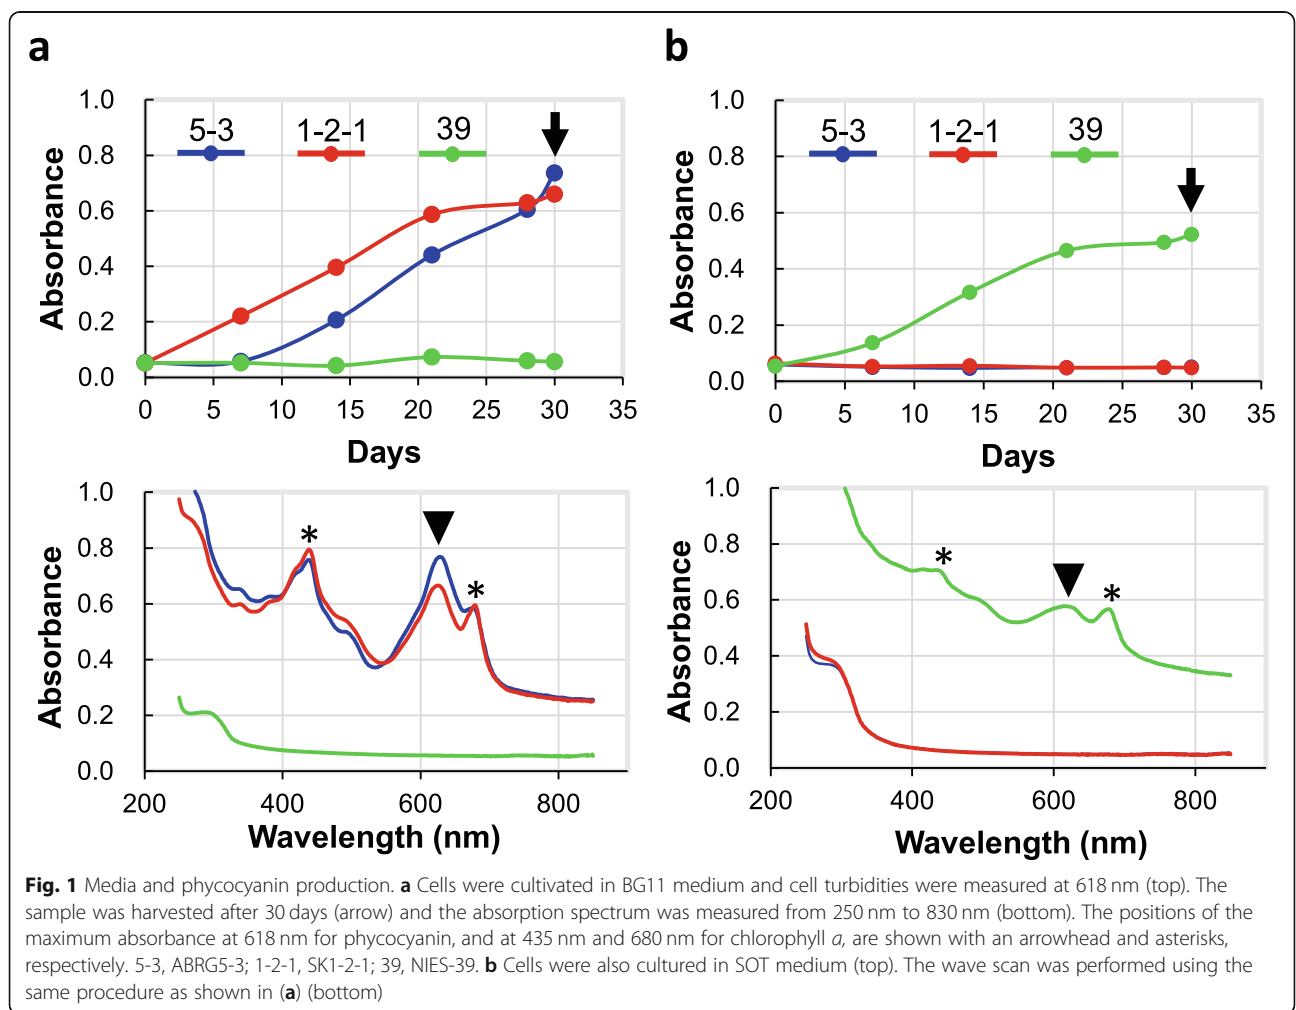 a
1.0
0.8
0.6
0.4
0.2
0.0
Absorbance
5-3 1-2-1 39
0 5 10 15 20 25 30 35
Days
b
1.0
0.8
0.6
0.4
0.2
0.0
Absorbance
5-3 1-2-1 39
0 5 10 15 20 25 30 35
Days
1.0
0.8
0.6
0.4
0.2
0.0
Absorbance
* *
200 400 600 800
Wavelength (nm)
1.0
0.8
0.6
0.4
0.2
0.0
Absorbance
* *
200 400 600 800
Wavelength (nm)
Fig. 1 Media and phycocyanin production. a Cells were cultivated in BG11 medium and cell turbidities were measured at 618 nm (top). The
sample was harvested after 30 days (arrow) and the absorption spectrum was measured from 250 nm to 830 nm (bottom). The positions of the
maximum absorbance at 618 nm for phycocyanin, and at 435 nm and 680 nm for chlorophyll a, are shown with an arrowhead and asterisks,
respectively. 5-3, ABRG5-3; 1-2-1, SK1-2-1; 39, NIES-39. b Cells were also cultured in SOT medium (top). The wave scan was performed using the
same procedure as shown in (a) (bottom)